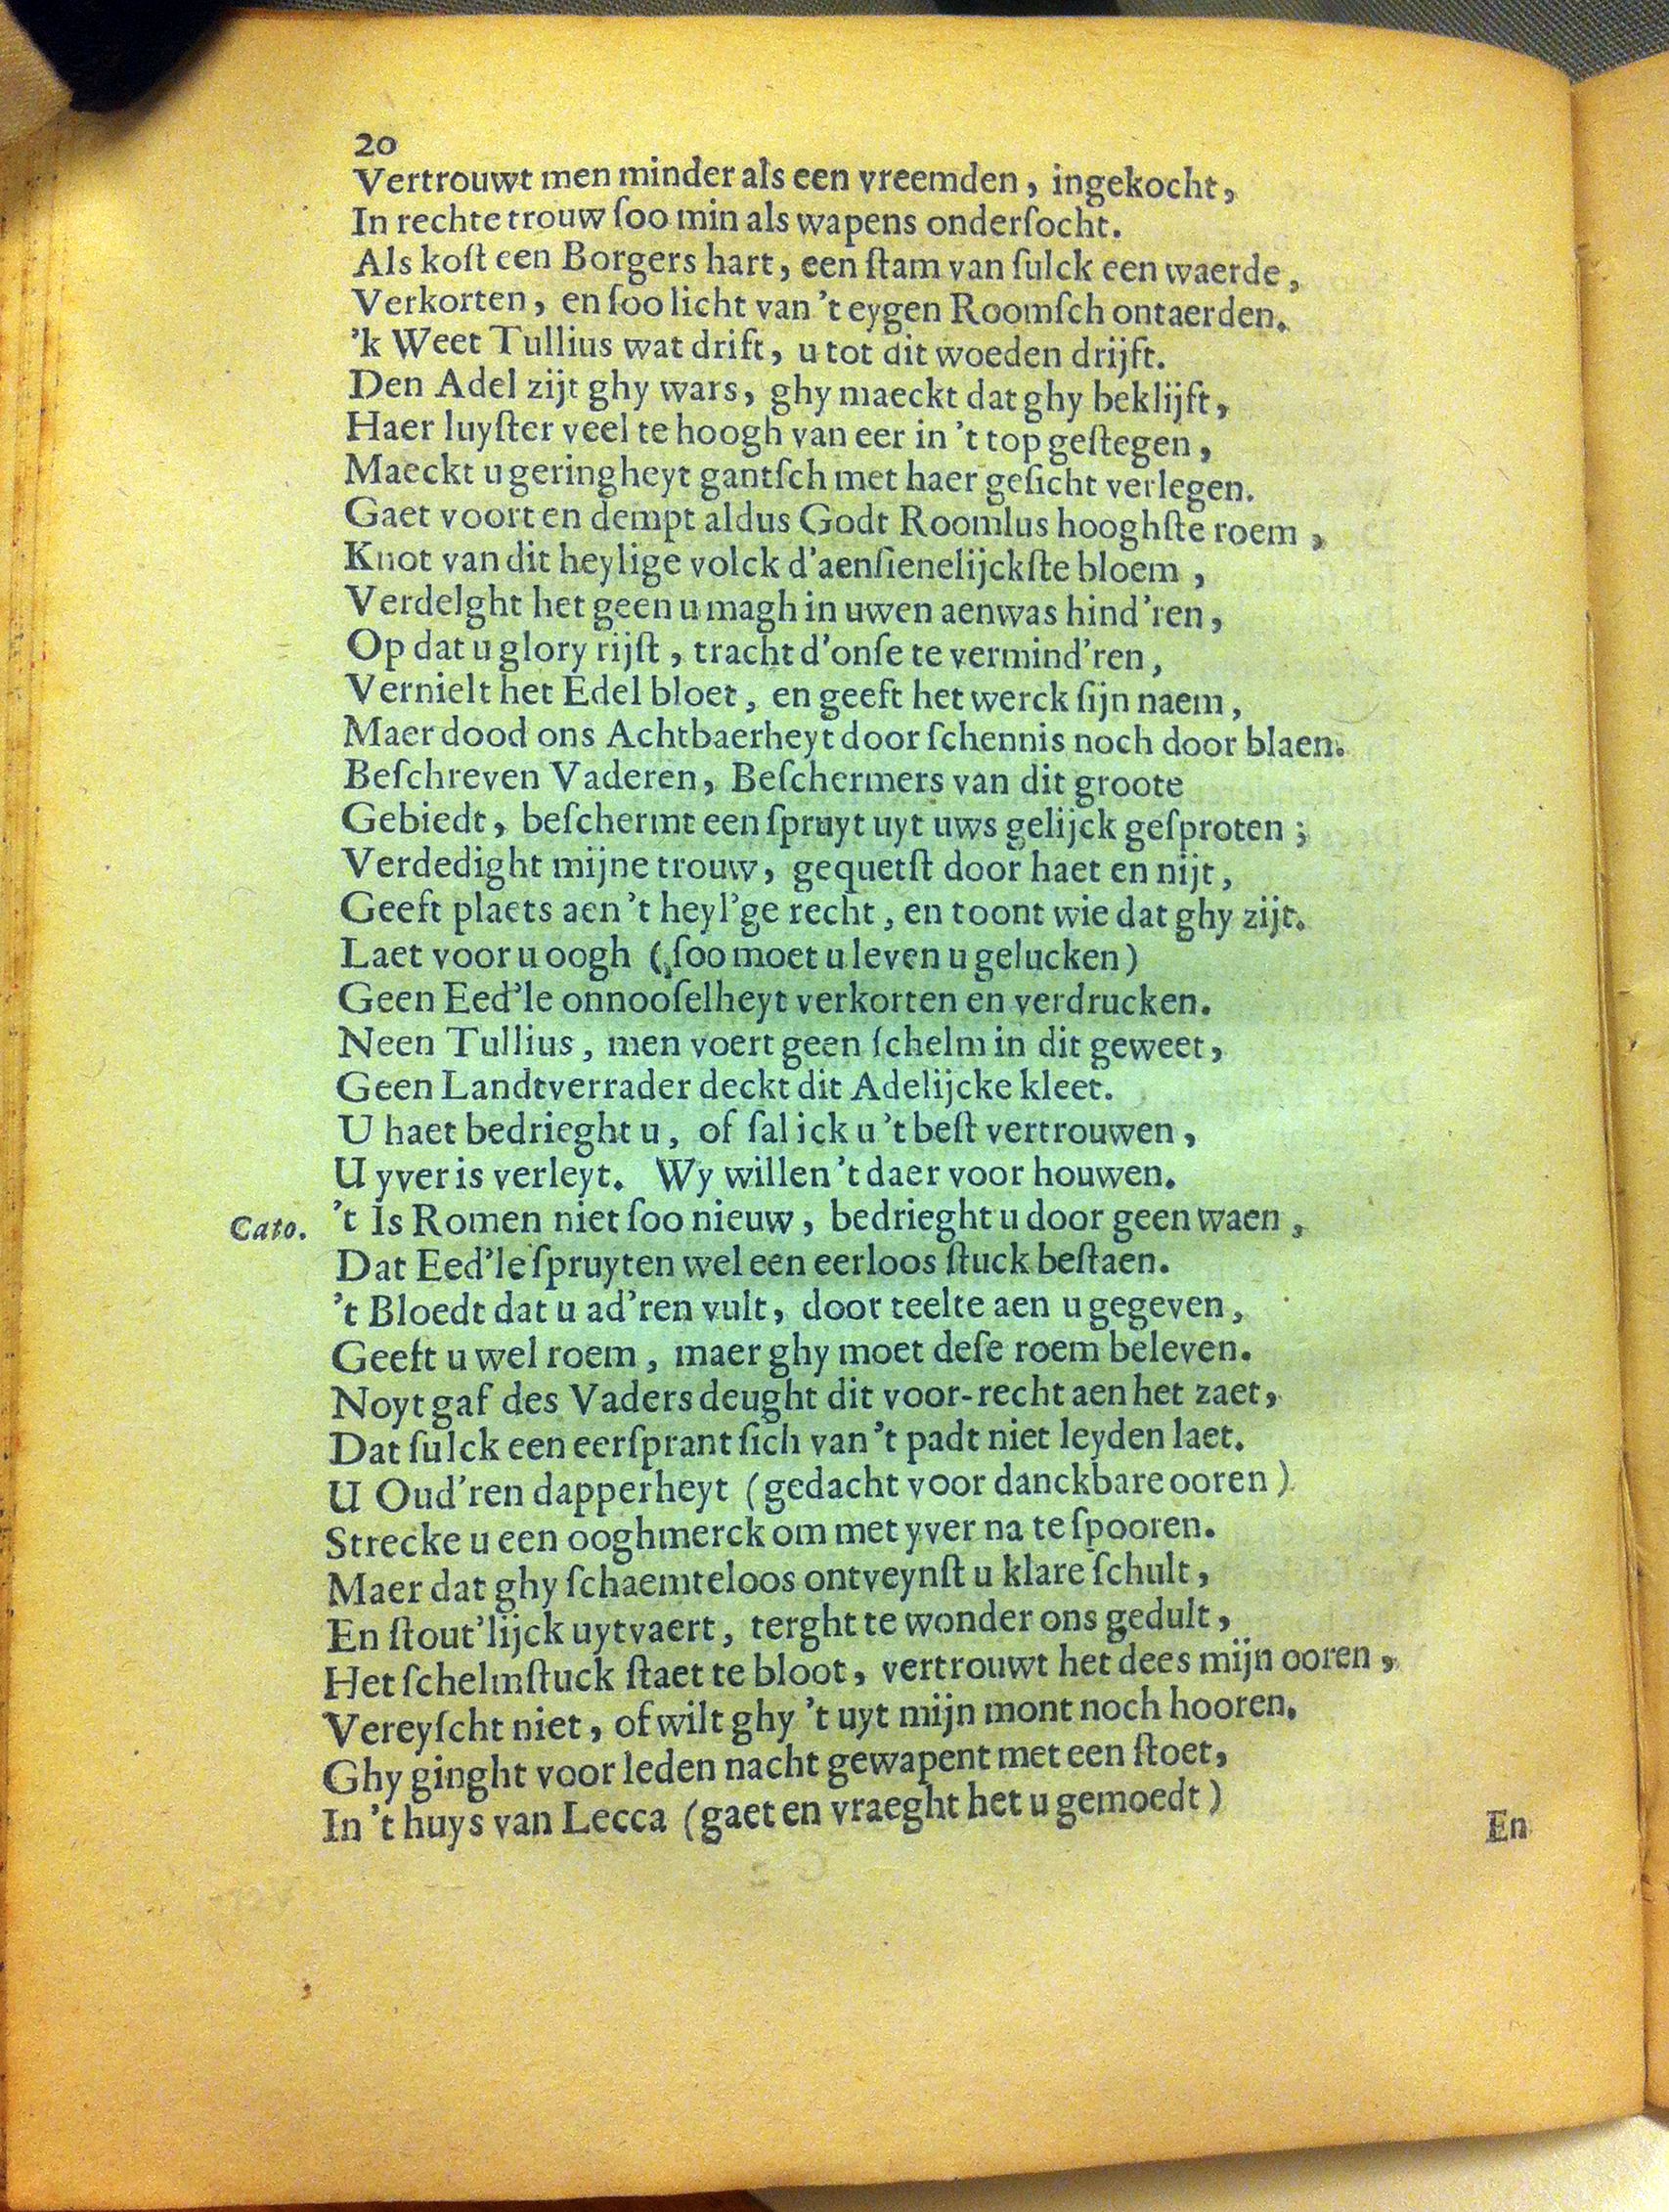 20
Vertrouwt men minder als een vreemden, ingekocht,
In rechte trouw ſoo min als wapens onderſocht.
Als koſt een Borgers hart, een ſtam van ſulck een waerde,
Verkorten, en ſoo licht van 't eygen Roomſch ontaerden.
'k Weet Tullius wat drift, u tot dit woeden drijft.
Den Adel zijt ghy wars, ghy maeckt dat ghy beklijft,
Haer luyſter veel te hoogh van eer in 't top geſtegen,
Maeckt u geringheyt gantſch met haer geſicht verlegen.
Gaet voort en dempt aldus Godt Roomlus hooghſte roem,
Knot van dit heylige volck d'aenſienelijckſte bloem,
Verdelght het geen u magh in uwen aenwas hind'ren,
Op dat u glory rijſt, tracht d'onſe te vermind'ren,
Vernielt het Edel bloet, en geeft het werck ſijn naem,
Maer dood ons Achtbaerheyt door ſchennis noch door blaen.
Beſchreven Vaderen, Beſchermers van dit groote
Gebiedt, beſchermt een ſpruyt uyt uws gelijck geſproten;
Verdedight mijne trouw, gequetſt door haet en nijt,
Geeft plaets aen 't heyl'ge recht, en toont wie dat ghy zijt.
Laet voor u oogh (ſoo moet u leven u gelucken)
Geen Eed'le onnooſelheyt verkorten en verdrucken.
Neen Tullius, men voert geen ſchelm in dit geweet,
Geen Landtverrader deckt dit Adelijcke kleet.
U haet bedrieght u, of ſal ick u 't beſt vertrouwen,
U yver is verleyt. Wy willen 't daer voor houwen.
Cato. 't Is Romen niet ſoo nieuw, bedrieght u door geen waen,
Dat Eed'le ſpruyten wel een eerloos ſtuck beſtaen.
't Bloedt dat u ad'ren vult, door teelte aen u gegeven,
Geeft u wel roem, maer ghy moet deſe roem beleven.
Noyt gaf des Vaders deught dit voor-recht aen het zaet,
Dat ſulck een eerſprant ſich van 't padt niet leyden laet.
U Oud'ren dapperheyt (gedacht voor danckbare ooren)
Strecke u een ooghmerck om met yver na te ſpooren.
Maer dat ghy ſchaemteloos ontveynſt u klare ſchult,
En ſtout'lijck uytvaert, terght te wonder ons gedult,
Het ſchelmſtuck ſtaet te bloot, vertrouwt het dees mijn ooren,
Vereyſcht niet, of wilt ghy 't uyt mijn mont noch hooren.
Ghy ginght voor leden nacht gewapent met een ſtoet,
In 't huys van Lecca (gaet en vraeght het u gemoedt)
En